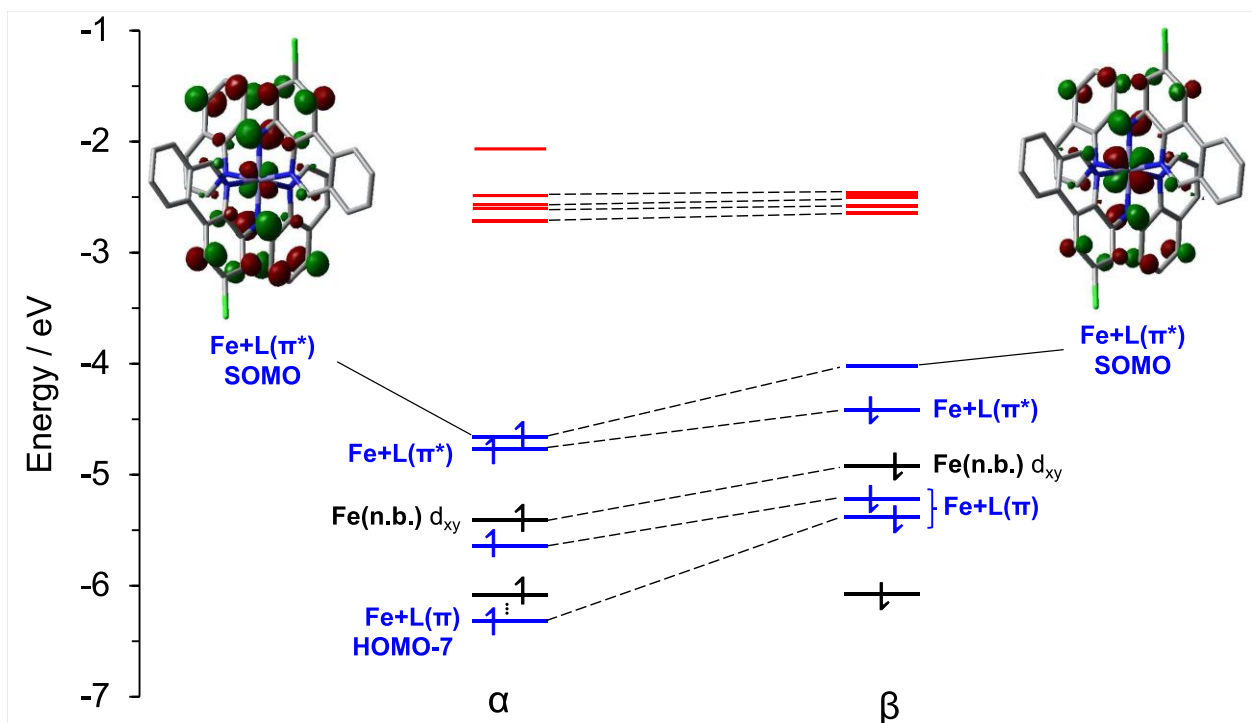 -1
-2
-3
-4
-5
-6
-7
Energy / eV
Fe+L(π*)
SOMO
Fe+L(π*)
SOMO
Fe+L(π*)
Fe+L(π*)
Fe(n.b.) dxy
Fe(n.b.) dxy
Fe+L(π)
Fe+L(π)
HOMO-7
α
β